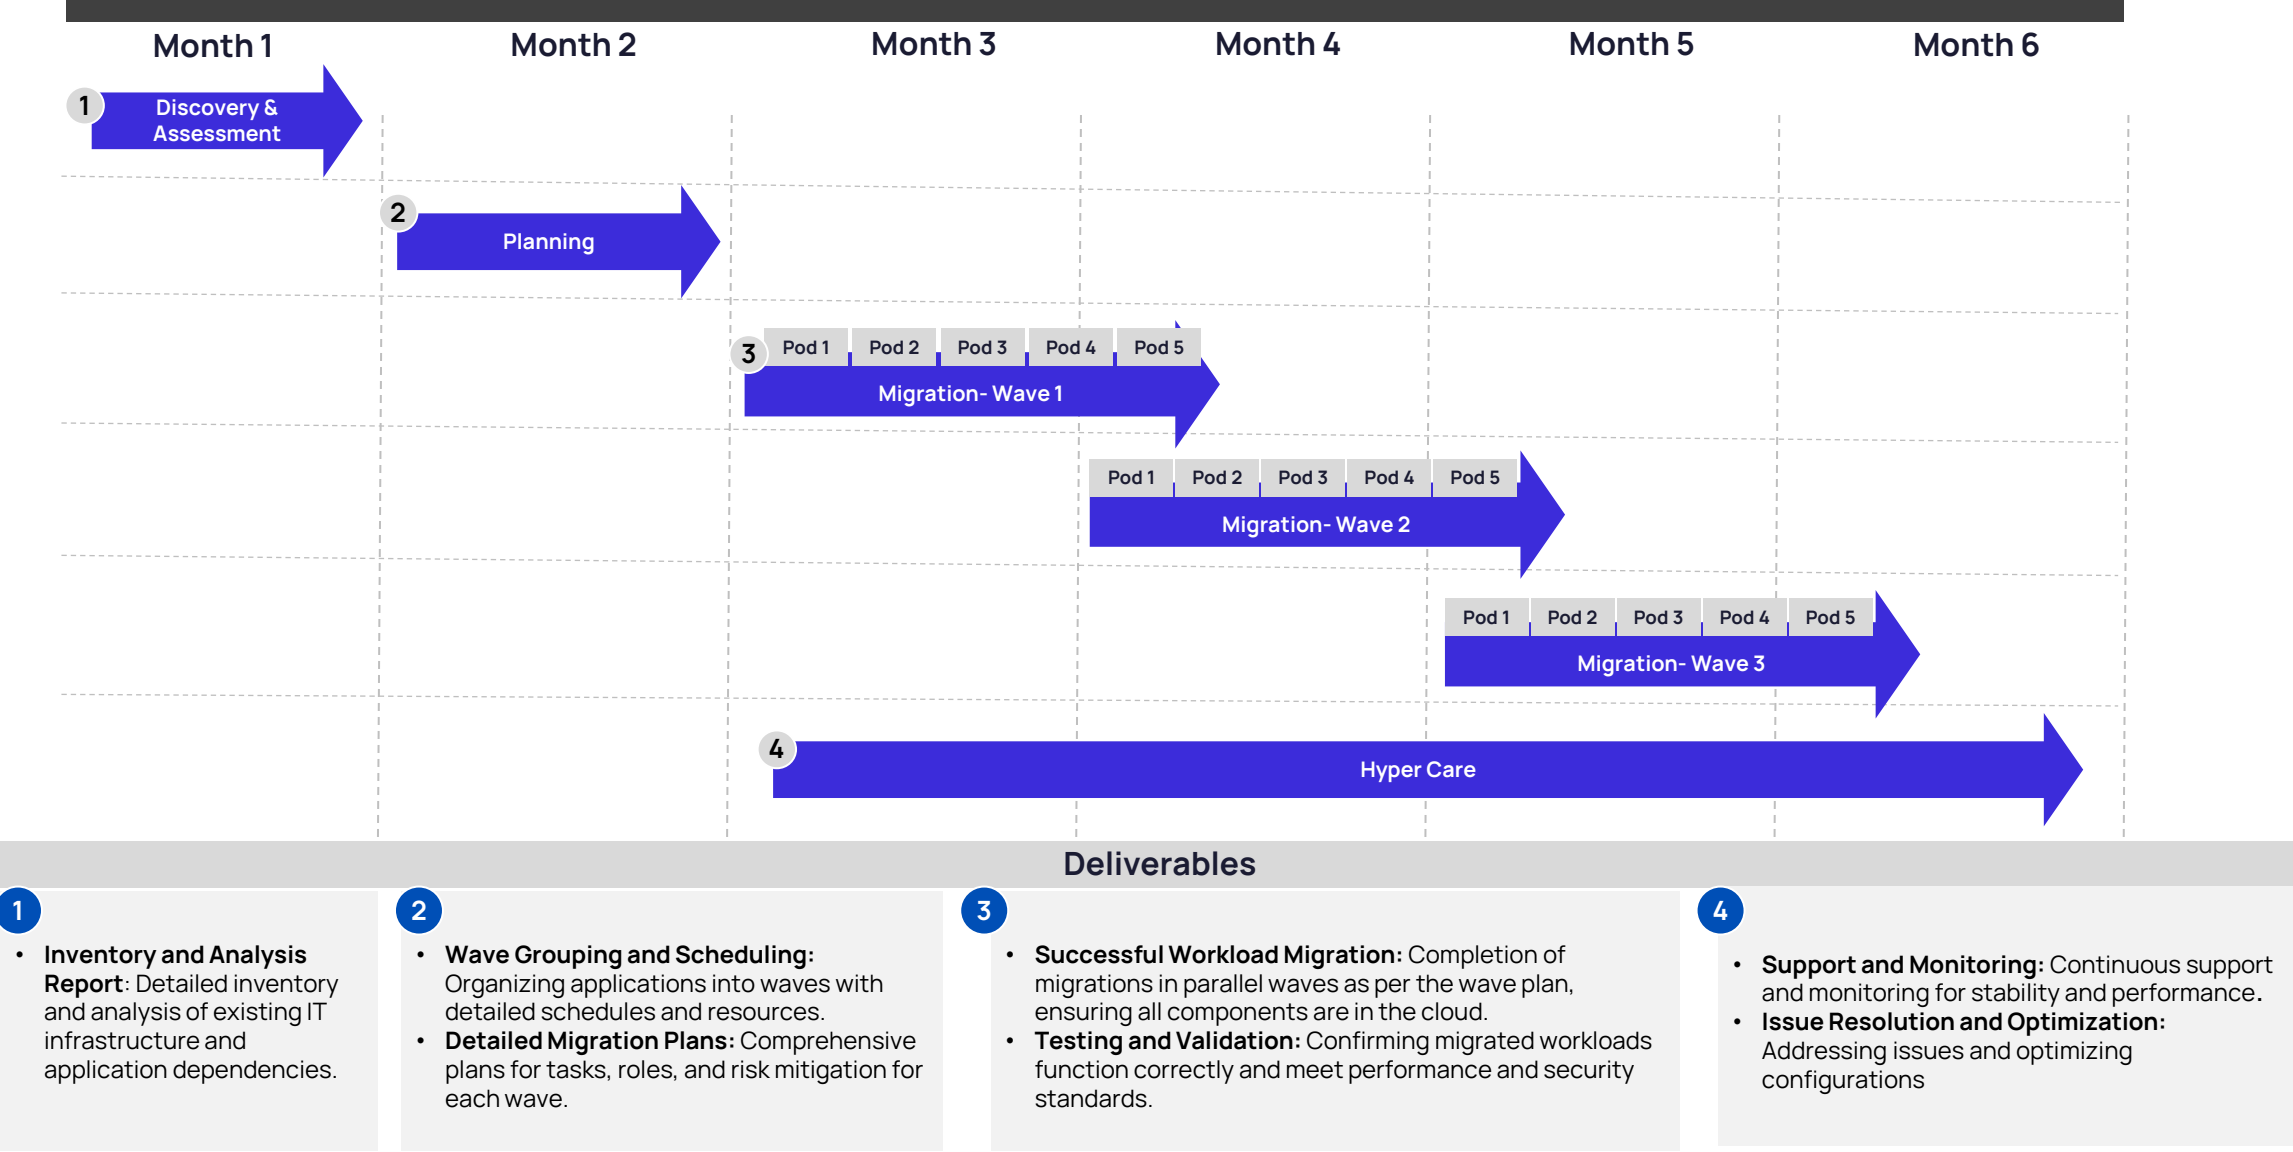 Month 1
Month 2
Month 3
Month 4
Month 5
Month 6
1
Discovery &
Assessment
2
Planning
3
Pod 1
Pod 2
Pod 3
Pod 4
Pod 5
Migration- Wave 1
Pod 1
Pod 2
Pod 3
Pod 4
Pod 5
Migration- Wave 2
Pod 1
Pod 2
Pod 3
Pod 4
Pod 5
Migration- Wave 3
4
Hyper Care
Deliverables
1
• Inventory and Analysis
Report: Detailed inventory
and analysis of existing IT
infrastructure and
application dependencies.
2
• Wave Grouping and Scheduling:
Organizing applications into waves with
detailed schedules and resources.
• Detailed Migration Plans: Comprehensive
plans for tasks, roles, and risk mitigation for
each wave.
3
• Successful Workload Migration: Completion of
migrations in parallel waves as per the wave plan,
ensuring all components are in the cloud.
• Testing and Validation: Confirming migrated workloads
function correctly and meet performance and security
standards.
4
• Support and Monitoring: Continuous support
and monitoring for stability and performance.
• Issue Resolution and Optimization:
Addressing issues and optimizing
configurations